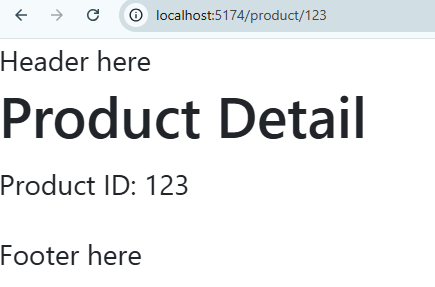 localhost:5174/product/123
Header here
Product Detail
Product ID: 123
Footer here